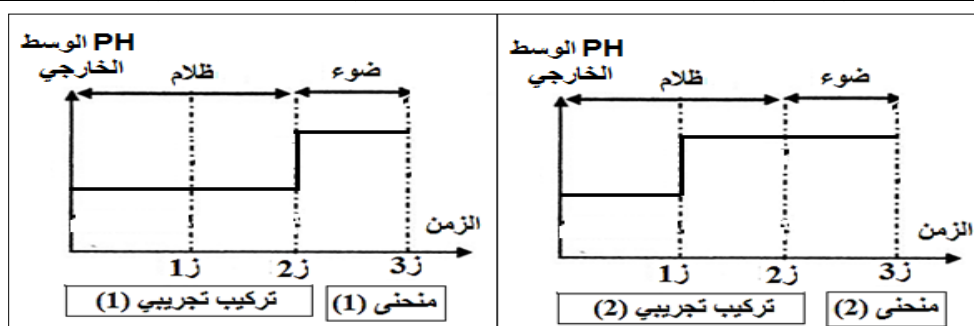 PH الوسط
الخارجي
ظلام
ضوء
الزمن
ز1
ز2
ز3
تركيب تجريبي (1)
منحنى (1)
PH الوسط
الخارجي
ظلام
ضوء
الزمن
ز1
ز2
ز3
تركيب تجريبي (2)
منحنى (2)